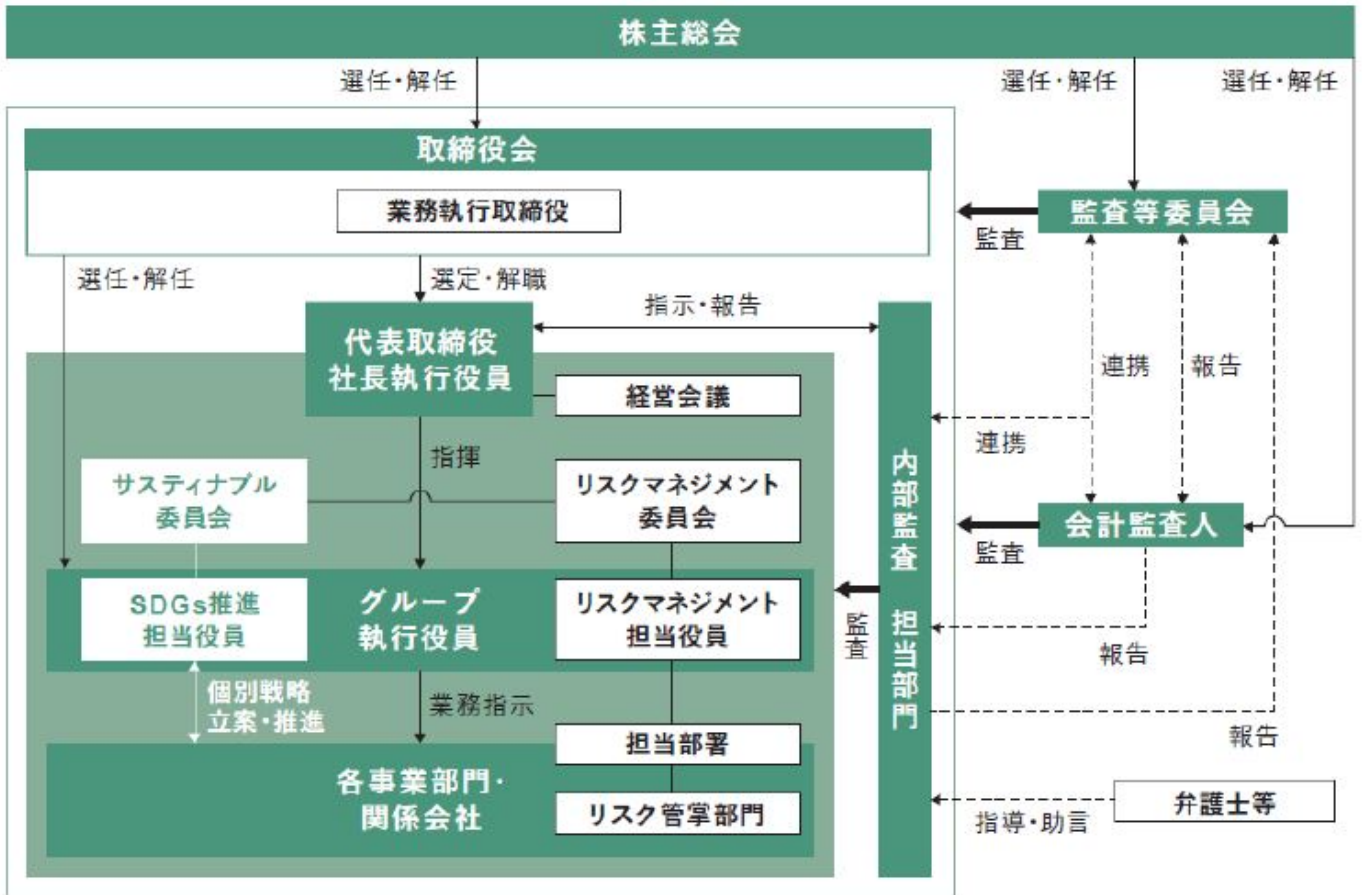 株主総会
選任・解任
選任・解任
選任・解任
取締役会
業務執行取締役
監査等委員会
監査
選任・解任
選定・解職
指示・報告
代表取締役
社長執行役員
経営会議
連携
報告
連携
指揮
サスティナブル
委員会
リスクマネジメント
委員会
内部監査 担当部門
会計監査人
監査
SDGs推進
担当役員
グループ
執行役員
リスクマネジメント
担当役員
監査
報告
個別戦略
立案・推進
業務指示
担当部署
報告
各事業部門・
関係会社
リスク管掌部門
弁護士等
指導・助言